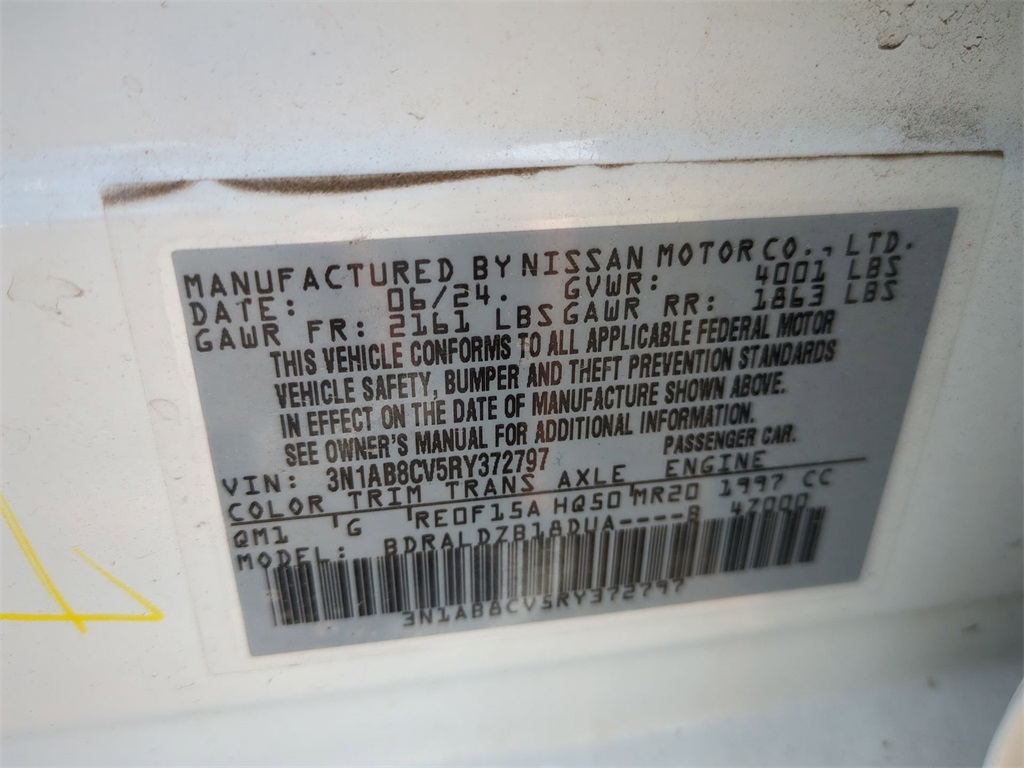 MANUFACTURED BY NISSAN MOTOR CO., LTD.
DATE: 06/24. GVWR: 4001 LBS
GAWR FR: 2161 LBS GAWR RR: 1863 LBS
THIS VEHICLE CONFORMS TO ALL APPLICABLE FEDERAL MOTOR
VEHICLE SAFETY, BUMPER AND THEFT PREVENTION STANDARDS
IN EFFECT ON THE DATE OF MANUFACTURE SHOWN ABOVE.
SEE OWNER'S MANUAL FOR ADDITIONAL INFORMATION.
VIN: 3N1AB8CV5RY372797 PASSENGER CAR.
COLOR TRIM TRANS AXLE ENGINE
QM1 G RE0F15A HQ50 MR20 1997 CC
MODEL: BDRALDZB18DUA----B 47000
3N1AB8CV5RY372797